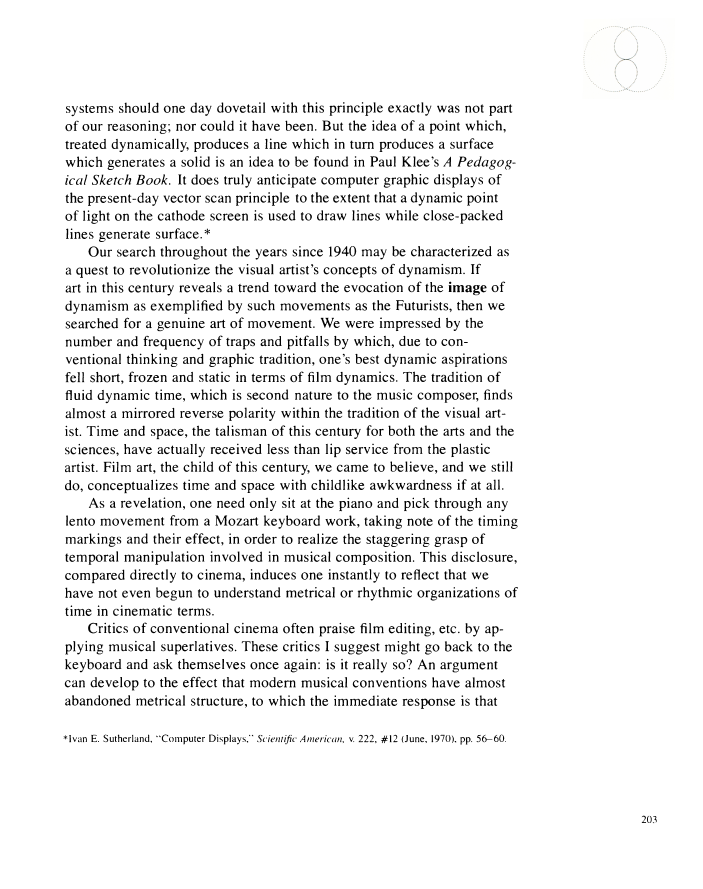 systems should one day dovetail with this principle exactly was not part
of our reasoning; nor could it have been. But the idea of a point which,
treated dynamically, produces a line which in turn produces a surface
which generates a solid is an idea to be found in Paul Klee's A Pedagog-
ical Sketch Book. It does truly anticipate computer graphic displays of
the present-day vector scan principle to the extent that a dynamic point
of light on the cathode screen is used to draw lines while close-packed
lines generate surface.*
Our search throughout the years since 1940 may be characterized as
a quest to revolutionize the visual artist's concepts of dynamism. If
art in this century reveals a trend toward the evocation of the image of
dynamism as exemplified by such movements as the Futurists, then we
searched for a genuine art of movement. We were impressed by the
number and frequency of traps and pitfalls by which, due to con-
ventional thinking and graphic tradition, one's best dynamic aspirations
fell short, frozen and static in terms of film dynamics. The tradition of
fluid dynamic time, which is second nature to the music composer, finds
almost a mirrored reverse polarity within the tradition of the visual art-
ist. Time and space, the talisman of this century for both the arts and the
sciences, have actually received less than lip service from the plastic
artist. Film art, the child of this century, we came to believe, and we still
do, conceptualizes time and space with childlike awkwardness if at all.
As a revelation, one need only sit at the piano and pick through any
lento movement from a Mozart keyboard work, taking note of the timing
markings and their effect, in order to realize the staggering grasp of
temporal manipulation involved in musical composition. This disclosure,
compared directly to cinema, induces one instantly to reflect that we
have not even begun to understand metrical or rhythmic organizations of
time in cinematic terms.
Critics of conventional cinema often praise film editing, etc. by ap-
plying musical superlatives. These critics I suggest might go back to the
keyboard and ask themselves once again: is it really so? An argument
can develop to the effect that modern musical conventions have almost
abandoned metrical structure, to which the immediate response is that
*Ivan E. Sutherland, "Computer Displays," Scientific American, v. 222, #12 (June, 1970), pp. 56–60.
203